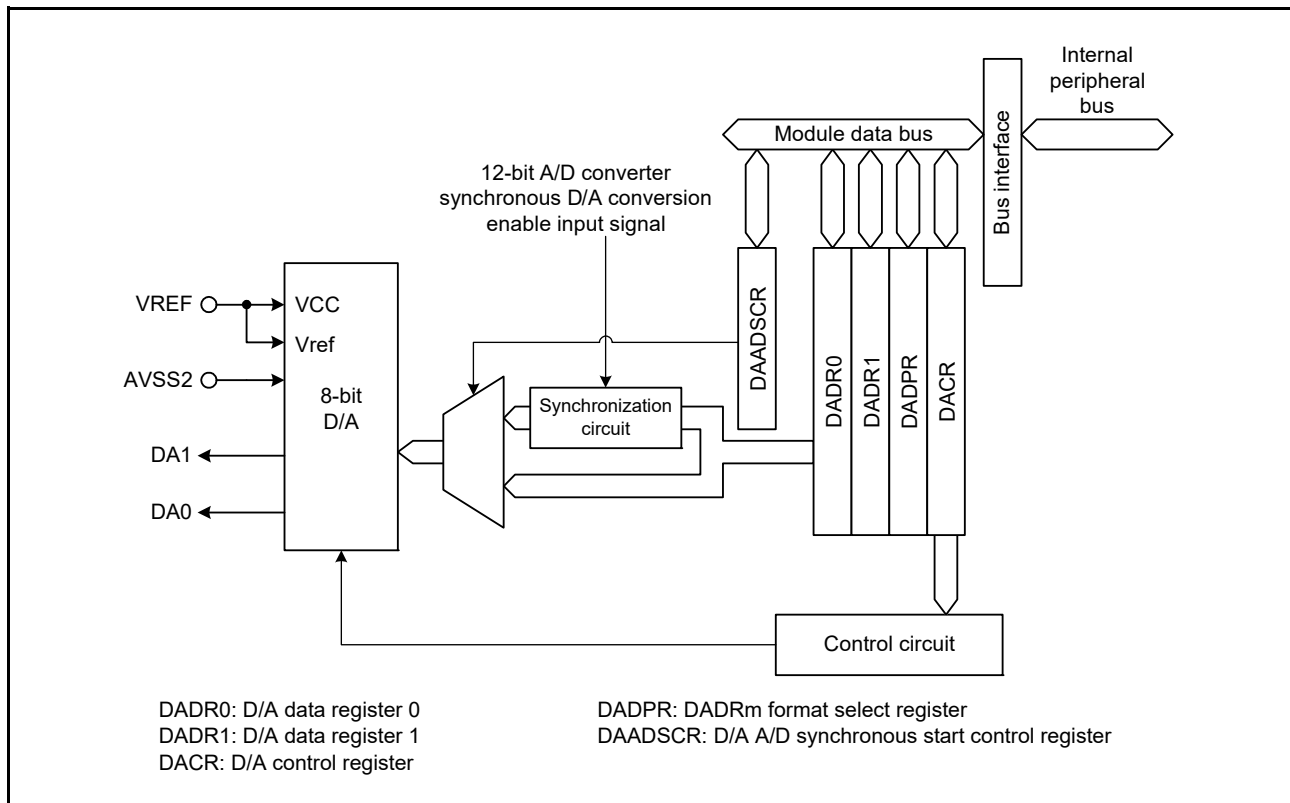 Internal
peripheral
bus
Module data bus
Bus interface
12-bit A/D converter
synchronous D/A conversion
enable input signal
VREF
VCC
Vref
AVSS2
8-bit
D/A
DA1
DA0
Synchronization
circuit
DAADSCR
DADR0
DADR1
DADPR
DACR
Control circuit
DADR0: D/A data register 0
DADR1: D/A data register 1
DACR: D/A control register
DADPR: DADRm format select register
DAADSCR: D/A A/D synchronous start control register